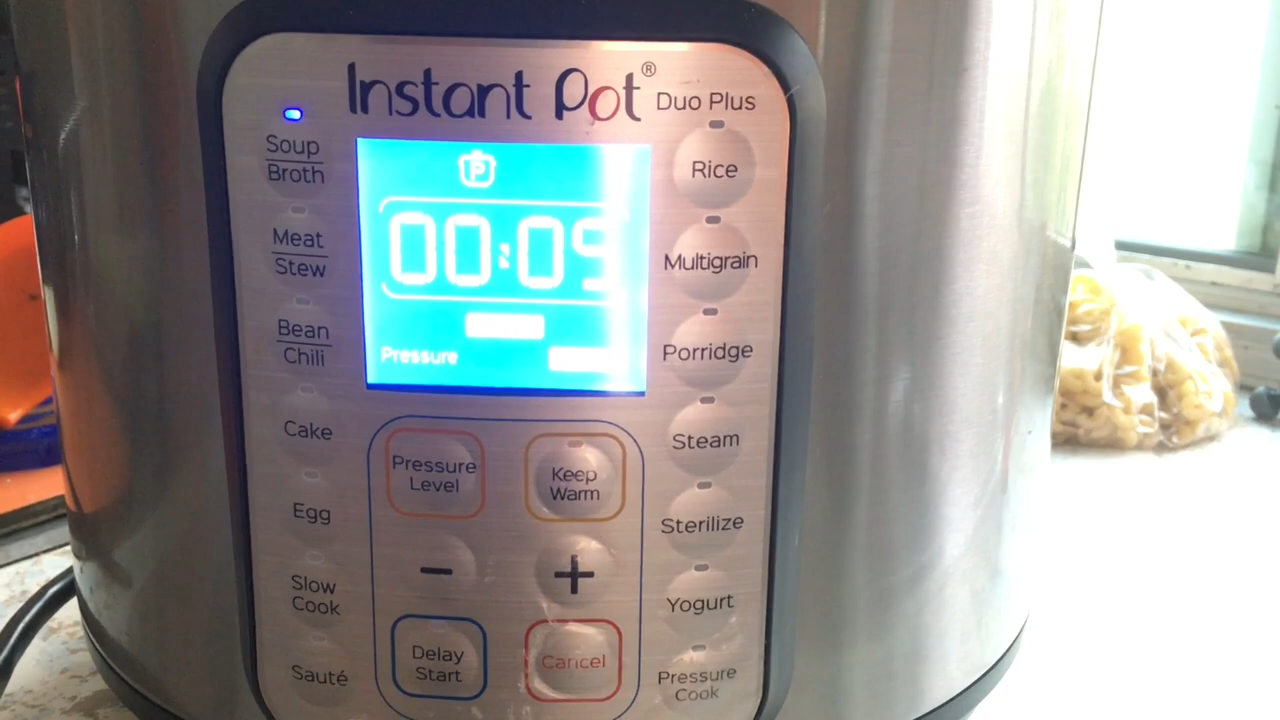 Instant Pot® Duo Plus
Soup
Broth
Meat
Stew
Bean
Chili
Cake
Egg
Slow
Cook
Sauté
P
00:05
Pressure
Pressure
Level
Keep
Warm
-
+
Delay
Start
Cancel
Rice
Multigrain
Porridge
Steam
Sterilize
Yogurt
Pressure
Cook